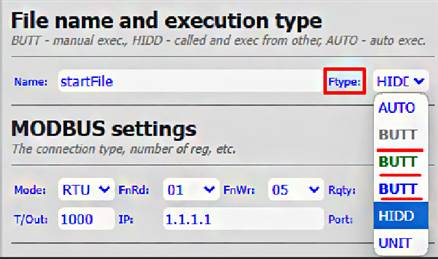 File name and execution type
BUTT - manual exec., HIDD - called and exec from other, AUTO - auto exec.
Name: startFile Ftype: HIDD
AUTO
BUTT
BUTT
BUTT
HIDD
UNIT
MODBUS settings
The connection type, number of reg, etc.
Mode: RTU FnRd: 01 FnWr: 05 Rqty:
T/Out: 1000 IP: 1.1.1.1 Port: